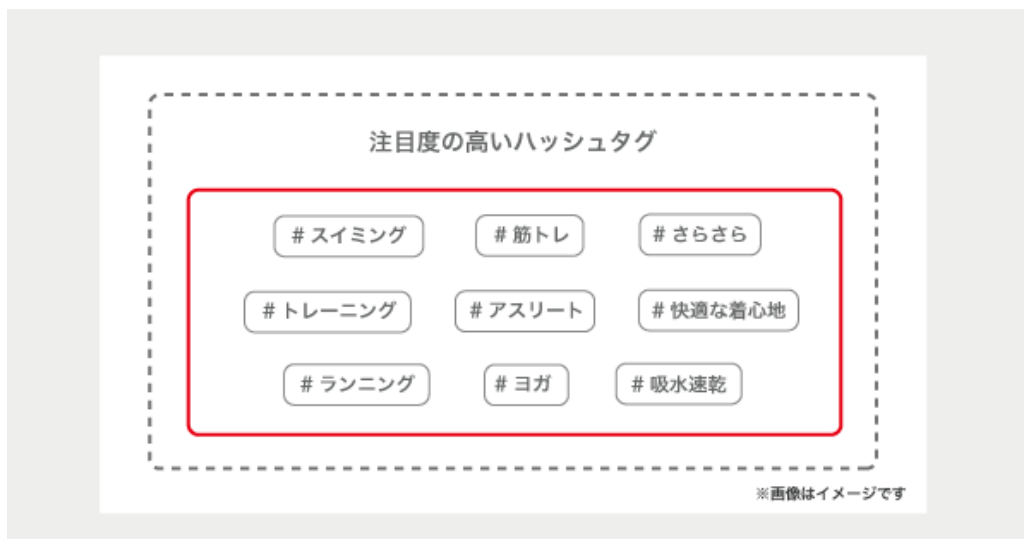 注目度の高いハッシュタグ
# スイミング # 筋トレ # さらさら
# トレーニング # アスリート # 快適な着心地
# ランニング # ヨガ # 吸水速乾
※画像はイメージです